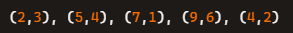 (2,3), (5,4), (7,1), (9,6), (4,2)